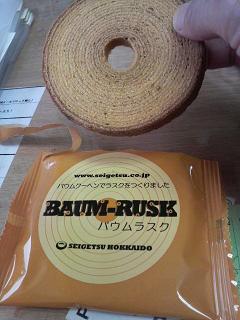 www.seigetsu.co.jp
バウムクーヘンでラスクをつくりました
BAUM-RUSK
バウムラスク
SEIGETSU HOKKAIDO